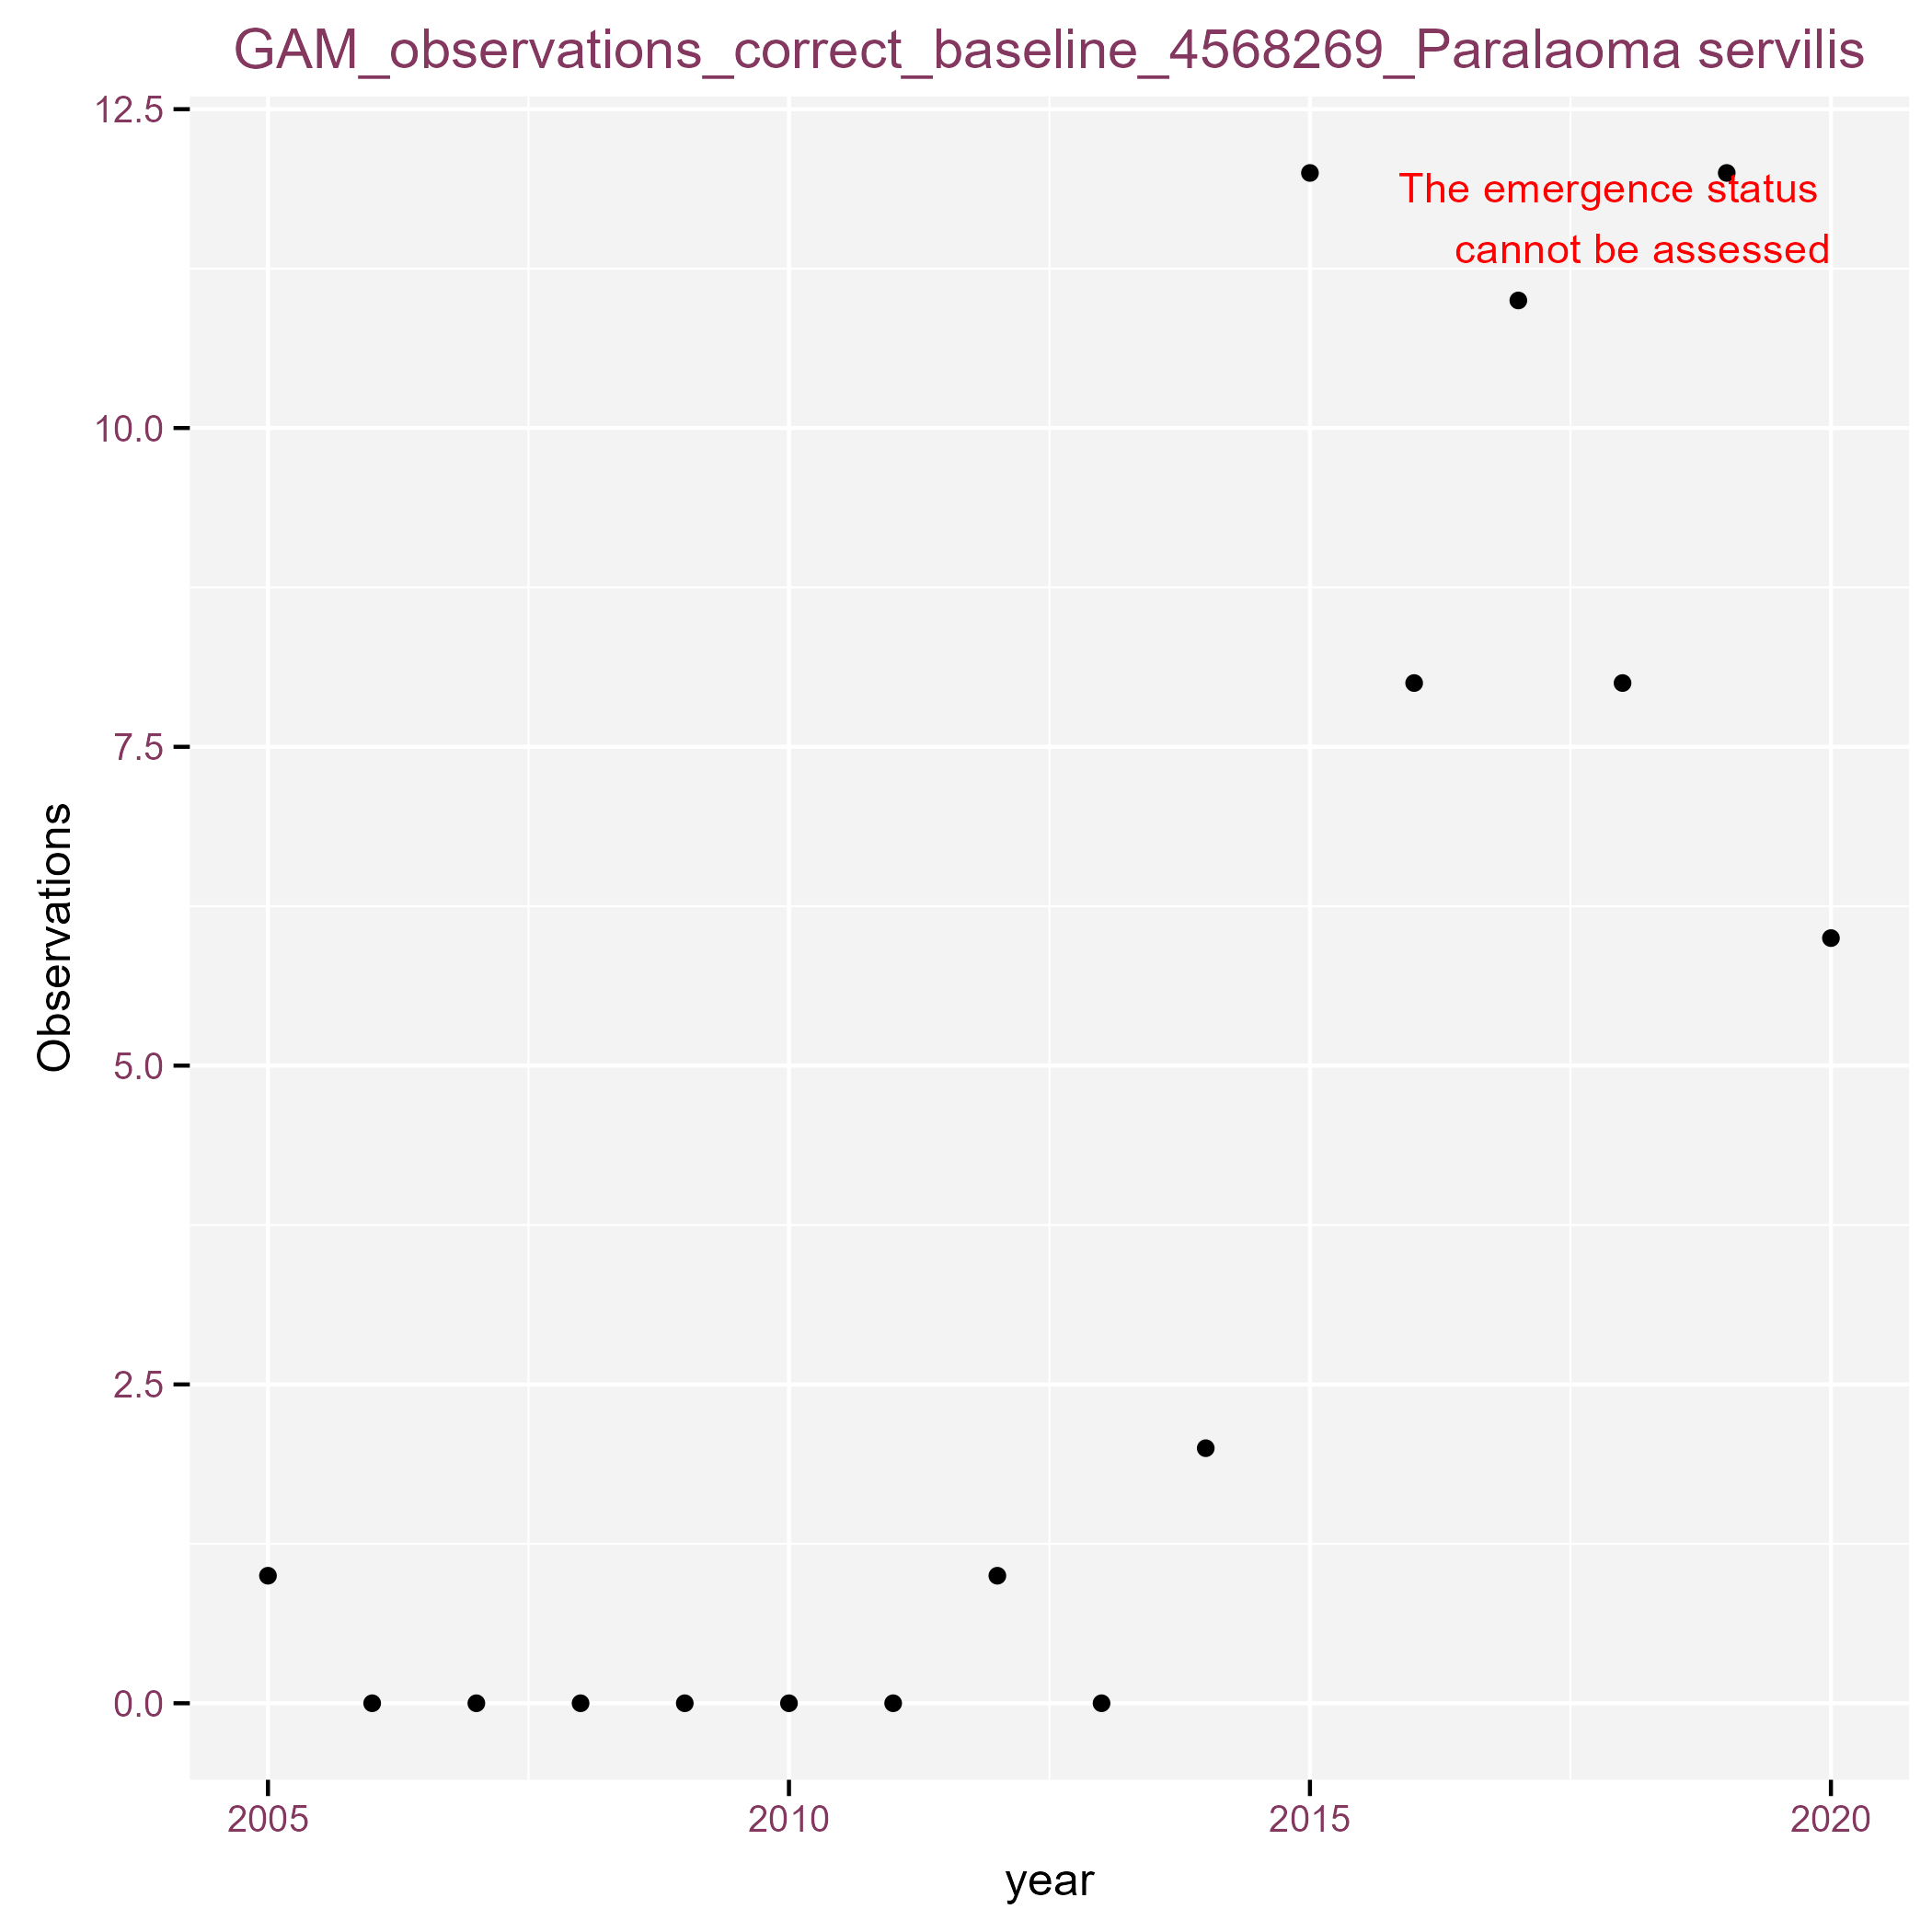 GAM_observations_correct_baseline_4568269_Paralaoma servilis
12.5
The emergence status
cannot be assessed
10.0
7.5
Observations
5.0
2.5
0.0
2005 2010 2015 2020
year